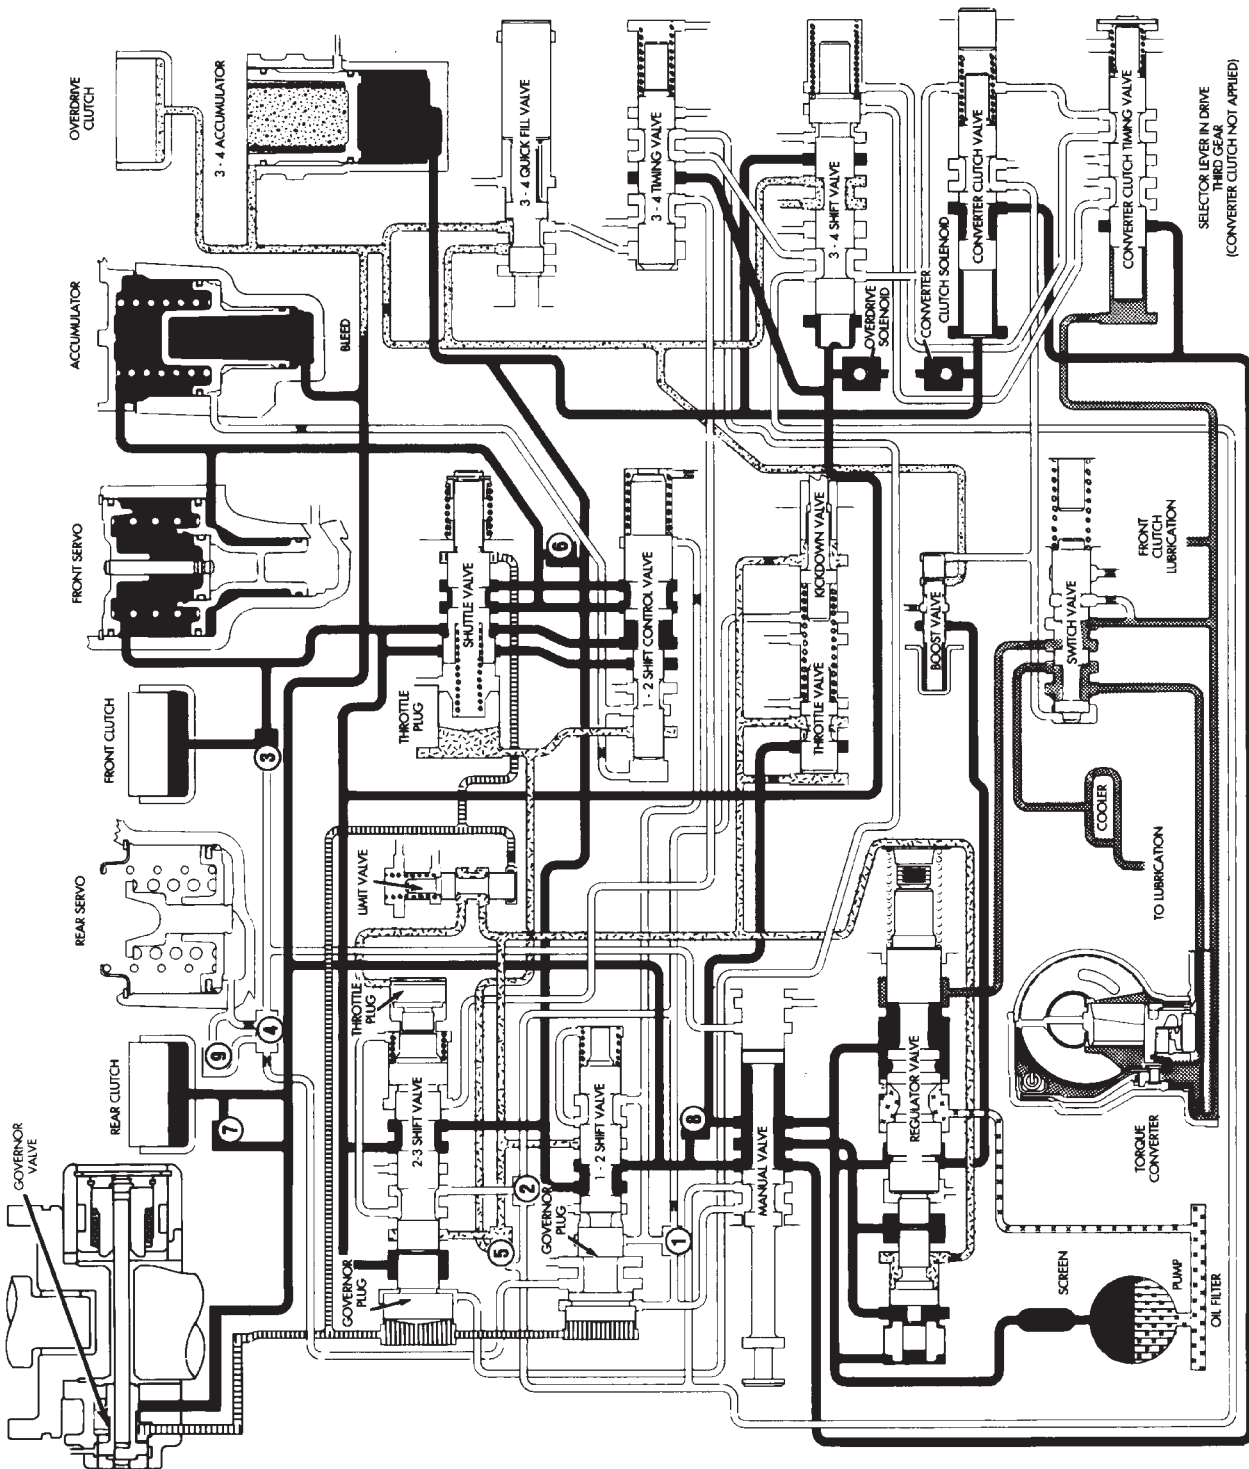 OVERDRIVE
CLUTCH
3 - 4 ACCUMULATOR
3 - 4 QUICK FILL VALVE
3 - 4 TIMING VALVE
3 - 4 SHIFT VALVE
CONVERTER CLUTCH VALVE
CONVERTER CLUTCH TIMING VALVE
SELECTOR LEVER IN DRIVE
THIRD GEAR
(CONVERTER CLUTCH NOT APPLIED)
ACCUMULATOR
BLEED
OVERDRIVE
SOLENOID
CONVERTER
CLUTCH SOLENOID
FRONT SERVO
SHUTTLE VALVE
6
1 - 2 SHIFT CONTROL VALVE
KICKDOWN VALVE
THROTTLE VALVE
BOOST VALVE
SWITCH VALVE
FRONT
CLUTCH
LUBRICATION
FRONT CLUTCH
3
THROTTLE
PLUG
COOLER
TO LUBRICATION
REAR SERVO
LIMIT VALVE
4
9
THROTTLE
PLUG
REAR CLUTCH
7
2-3 SHIFT VALVE
1 - 2 SHIFT VALVE
8
MANUAL VALVE
REGULATOR VALVE
TORQUE
CONVERTER
GOVERNOR
VALVE
2
5
1
GOVERNOR
PLUG
GOVERNOR
PLUG
SCREEN
PUMP
OIL FILTER